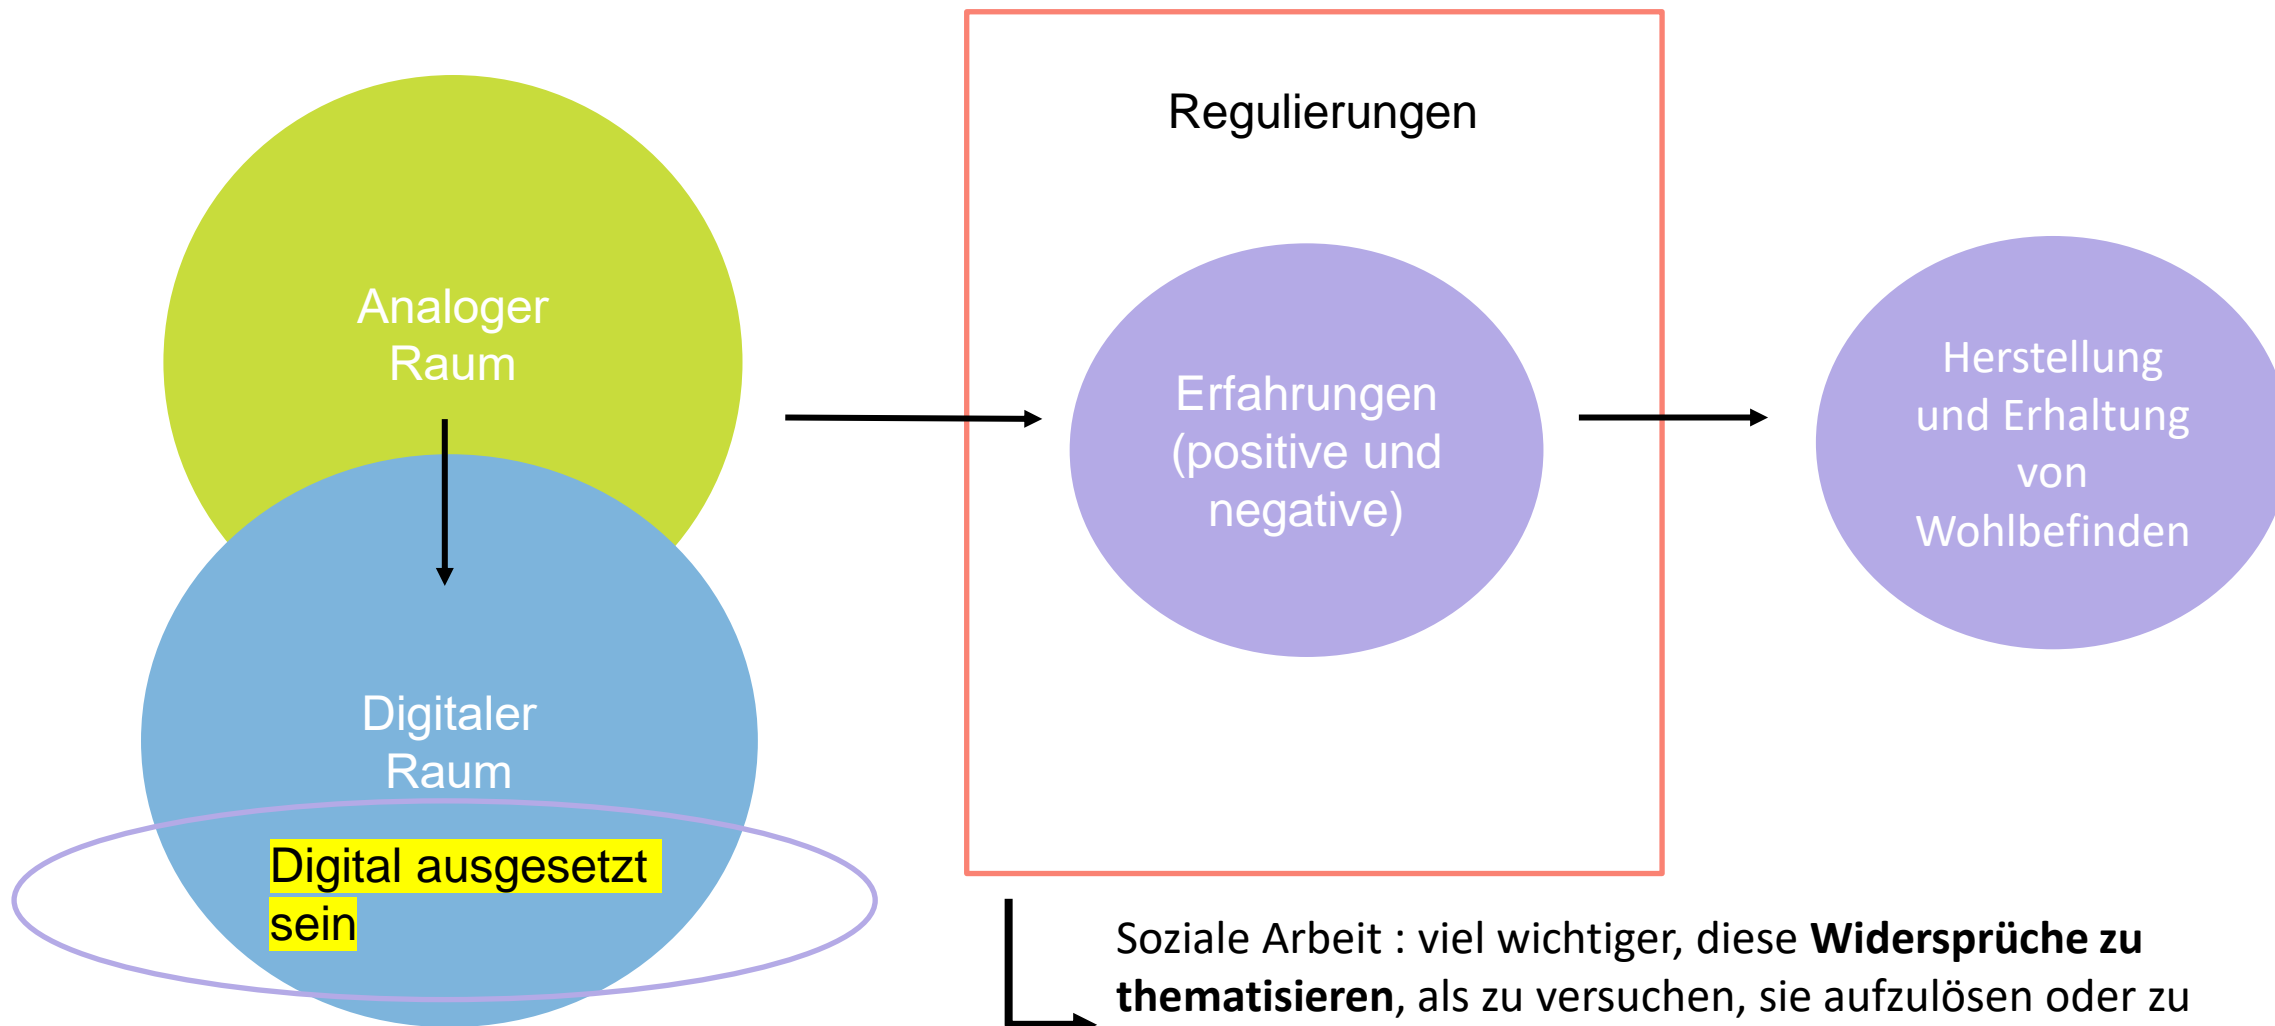 Regulierungen
Analoger
Raum
Erfahrungen
(positive und
negative)
Herstellung
und Erhaltung
von
Wohlbefinden
Digitaler
Raum
Digital ausgesetzt
sein
Soziale Arbeit : viel wichtiger, diese Widersprüche zu
thematisieren, als zu versuchen, sie aufzulösen oder zu